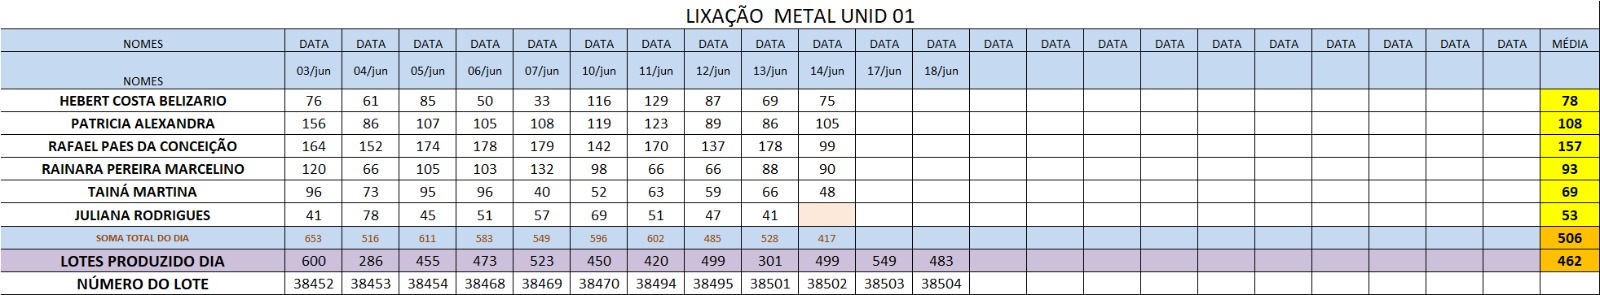 LIXAÇÃO METAL UNID 01
NOMES DATA DATA DATA DATA DATA DATA DATA DATA DATA DATA DATA DATA DATA DATA DATA DATA DATA DATA DATA DATA DATA DATA MÉDIA
NOMES 03/jun 04/jun 05/jun 06/jun 07/jun 10/jun 11/jun 12/jun 13/jun 14/jun 17/jun 18/jun
HEBERT COSTA BELIZARIO 76 61 85 50 33 116 129 87 69 75 78
PATRICIA ALEXANDRA 156 86 107 105 108 119 123 89 86 105 108
RAFAEL PAES DA CONCEIÇÃO 164 152 174 178 179 142 170 137 178 99 157
RAINARA PEREIRA MARCELINO 120 66 105 103 132 98 66 66 88 90 93
TAINÁ MARTINA 96 73 95 96 40 52 63 59 66 48 69
JULIANA RODRIGUES 41 78 45 51 57 69 51 47 41 53
SOMA TOTAL DO DIA 653 516 611 583 549 596 602 485 528 417 506
LOTES PRODUZIDO DIA 600 286 455 473 523 450 420 499 301 499 549 483 462
NÚMERO DO LOTE 38452 38453 38454 38468 38469 38470 38494 38495 38501 38502 38503 38504